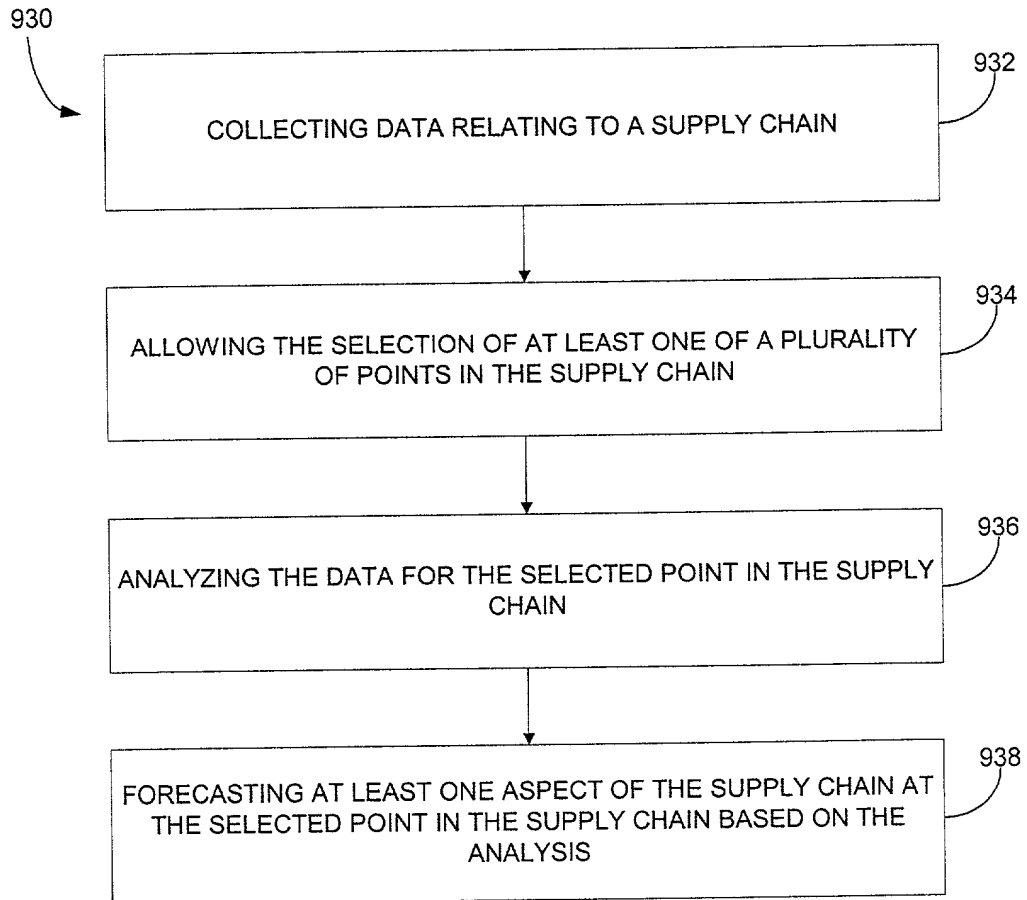 930
932
COLLECTING DATA RELATING TO A SUPPLY CHAIN
934
ALLOWING THE SELECTION OF AT LEAST ONE OF A PLURALITY
OF POINTS IN THE SUPPLY CHAIN
936
ANALYZING THE DATA FOR THE SELECTED POINT IN THE SUPPLY
CHAIN
938
FORECASTING AT LEAST ONE ASPECT OF THE SUPPLY CHAIN AT
THE SELECTED POINT IN THE SUPPLY CHAIN BASED ON THE
ANALYSIS